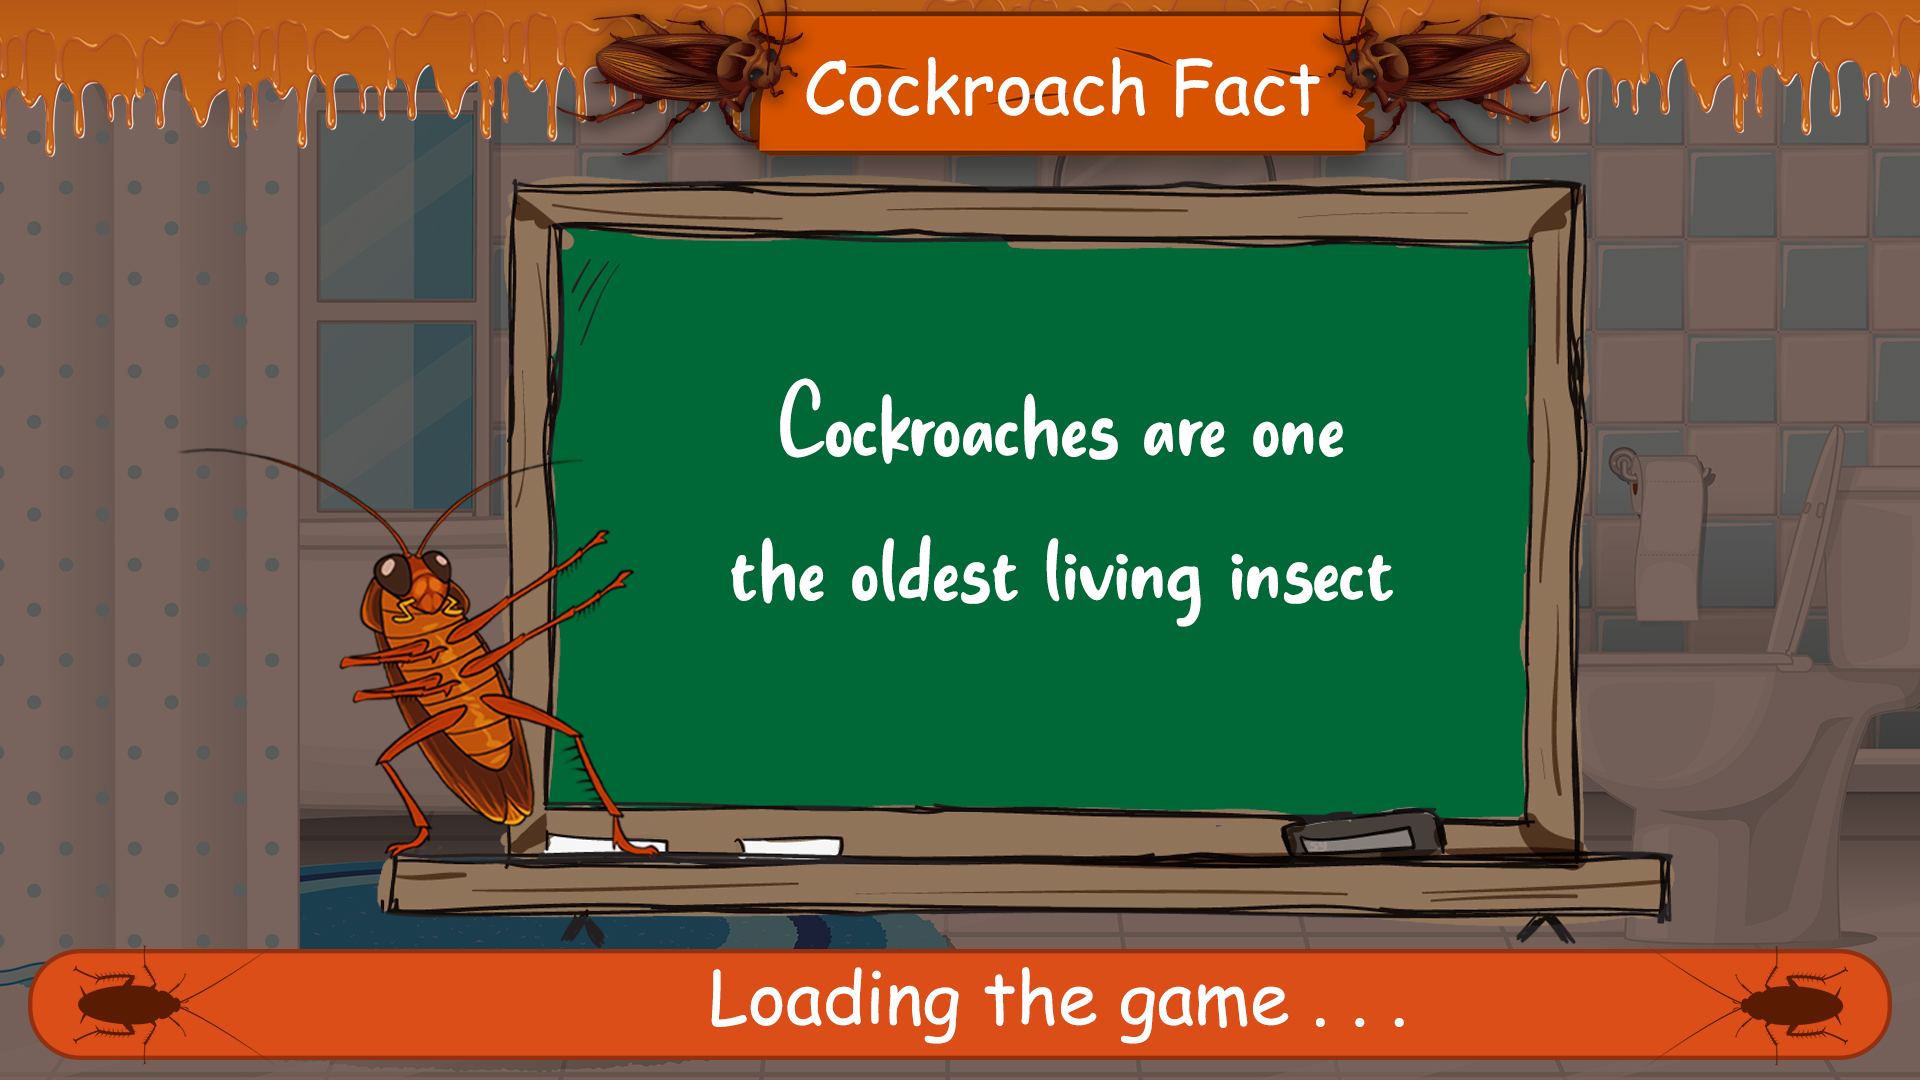 Cockroach Fact
Cockroaches are one
the oldest living insect
Loading the game . . .